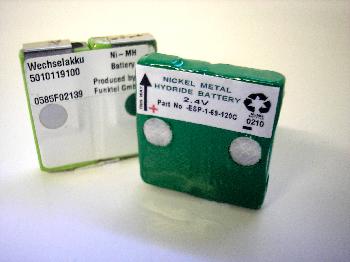 Wechselakku
5010119100
Ni-MH
Battery
Produced by
Funktel GmbH
0585F02139
NICKEL METAL
HYDRIDE BATTERY
2.4V
+
Part No -ESP-1-69-120C
0210